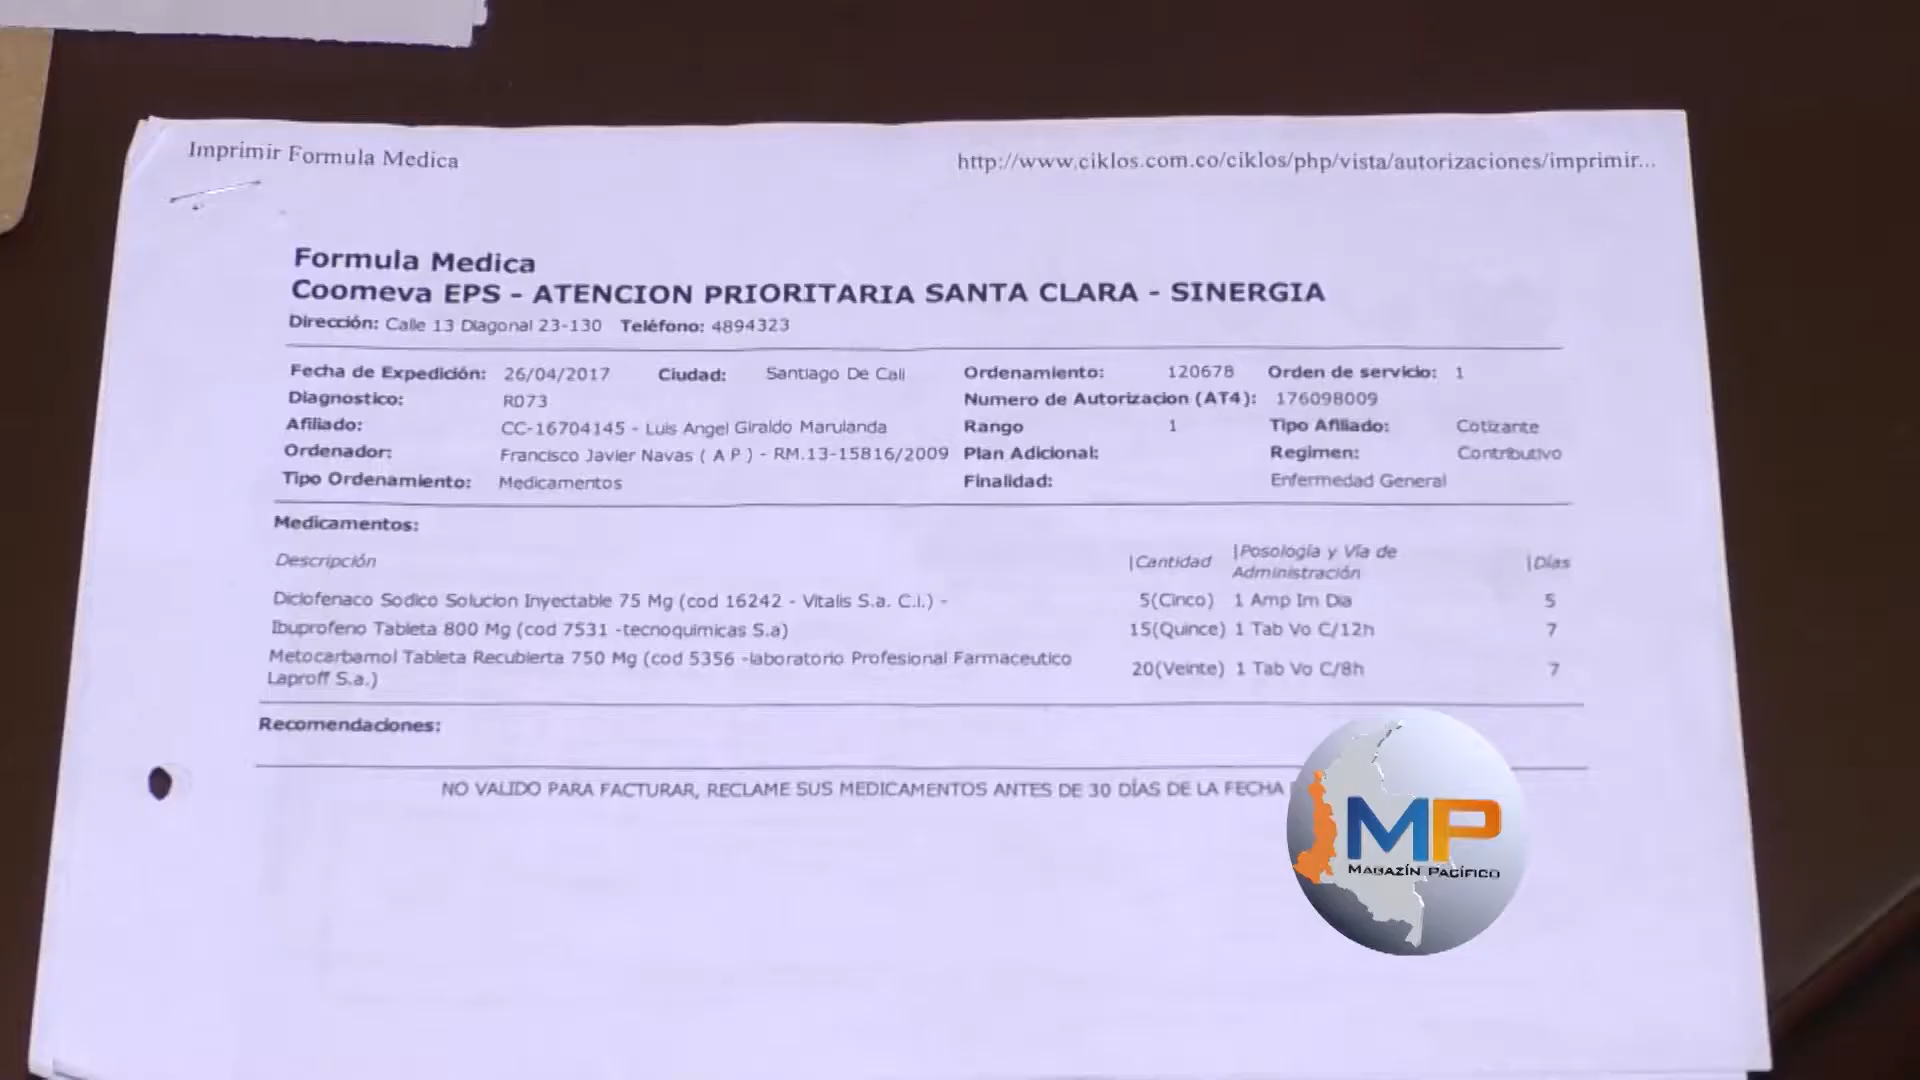 Imprimir Formula Medica http://www.ciklos.com.co/ciklos/php/vista/autorizaciones/imprimir...
Formula Medica
Coomeva EPS - ATENCION PRIORITARIA SANTA CLARA - SINERGIA
Dirección: Calle 13 Diagonal 23-130 Teléfono: 4894323
Fecha de Expedición: 26/04/2017 Ciudad: Santiago De Cali Ordenamiento: 120678 Orden de servicio: 1
Diagnostico: R073 Numero de Autorizacion (AT4): 176098009
Afiliado: CC-16704145 - Luis Angel Giraldo Marulanda Rango 1 Tipo Afiliado: Cotizante
Ordenador: Francisco Javier Navas ( A P ) - RM.13-15816/2009 Plan Adicional: Regimen: Contributivo
Tipo Ordenamiento: Medicamentos Finalidad: Enfermedad General
Medicamentos:
Descripción |Cantidad |Posología y Vía de Administración |Días
Diclofenaco Sodico Solucion Inyectable 75 Mg (cod 16242 - Vitalis S.a. C.i.) - 5(Cinco) 1 Amp Im Dia 5
Ibuprofeno Tableta 800 Mg (cod 7531 -tecnoquimicas S.a) 15(Quince) 1 Tab Vo C/12h 7
Metocarbamol Tableta Recubierta 750 Mg (cod 5356 -laboratorio Profesional Farmaceutico
Laproff S.a.) 20(Veinte) 1 Tab Vo C/8h 7
Recomendaciones:
NO VALIDO PARA FACTURAR, RECLAME SUS MEDICAMENTOS ANTES DE 30 DÍAS DE LA FECHA
MP
MAGAZÍN PACÍFICO